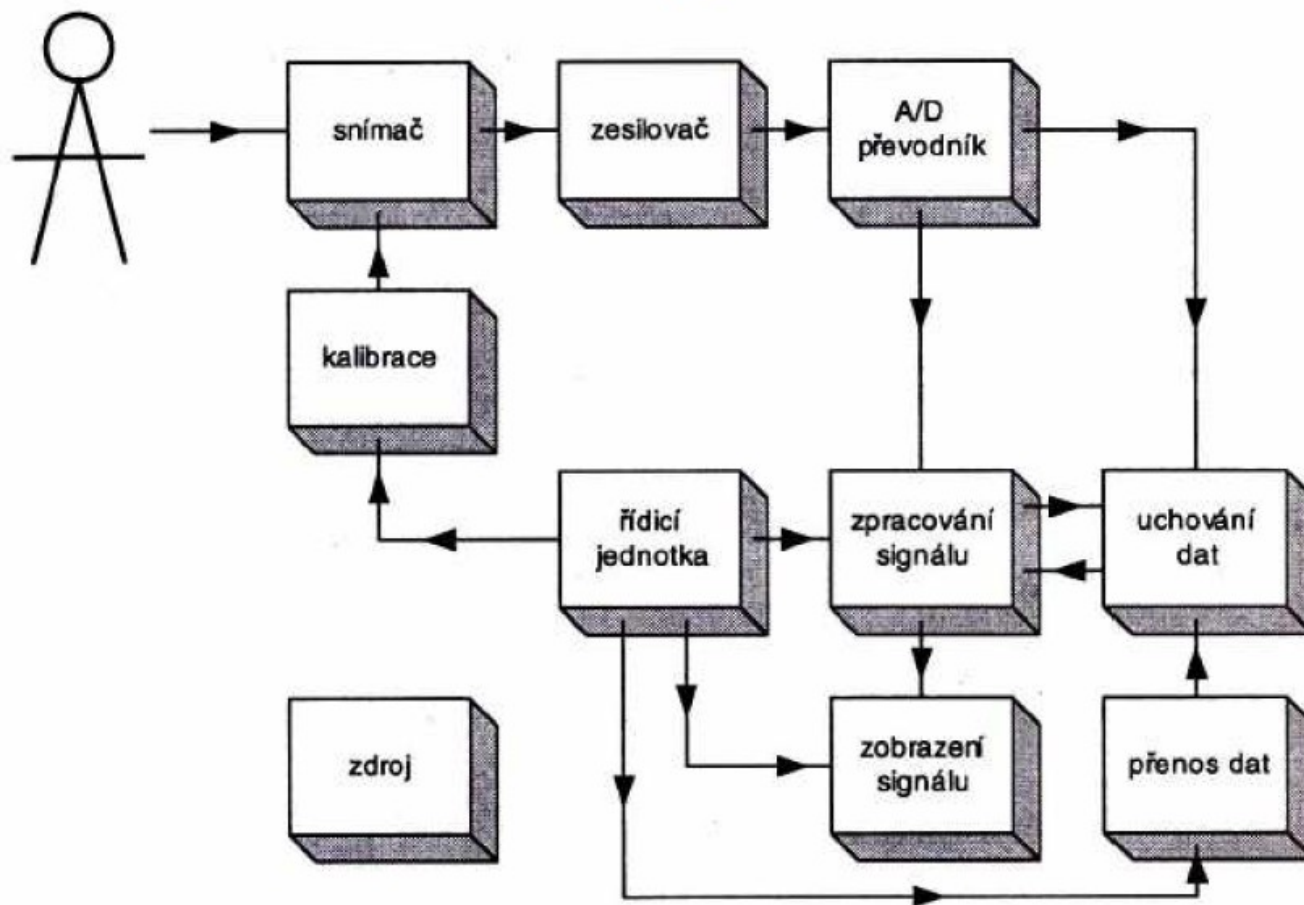 snímač
zesilovač
A/D
převodník
kalibrace
řídicí
jednotka
zpracování
signálu
uchování
dat
zdroj
zobrazení
signálu
přenos dat